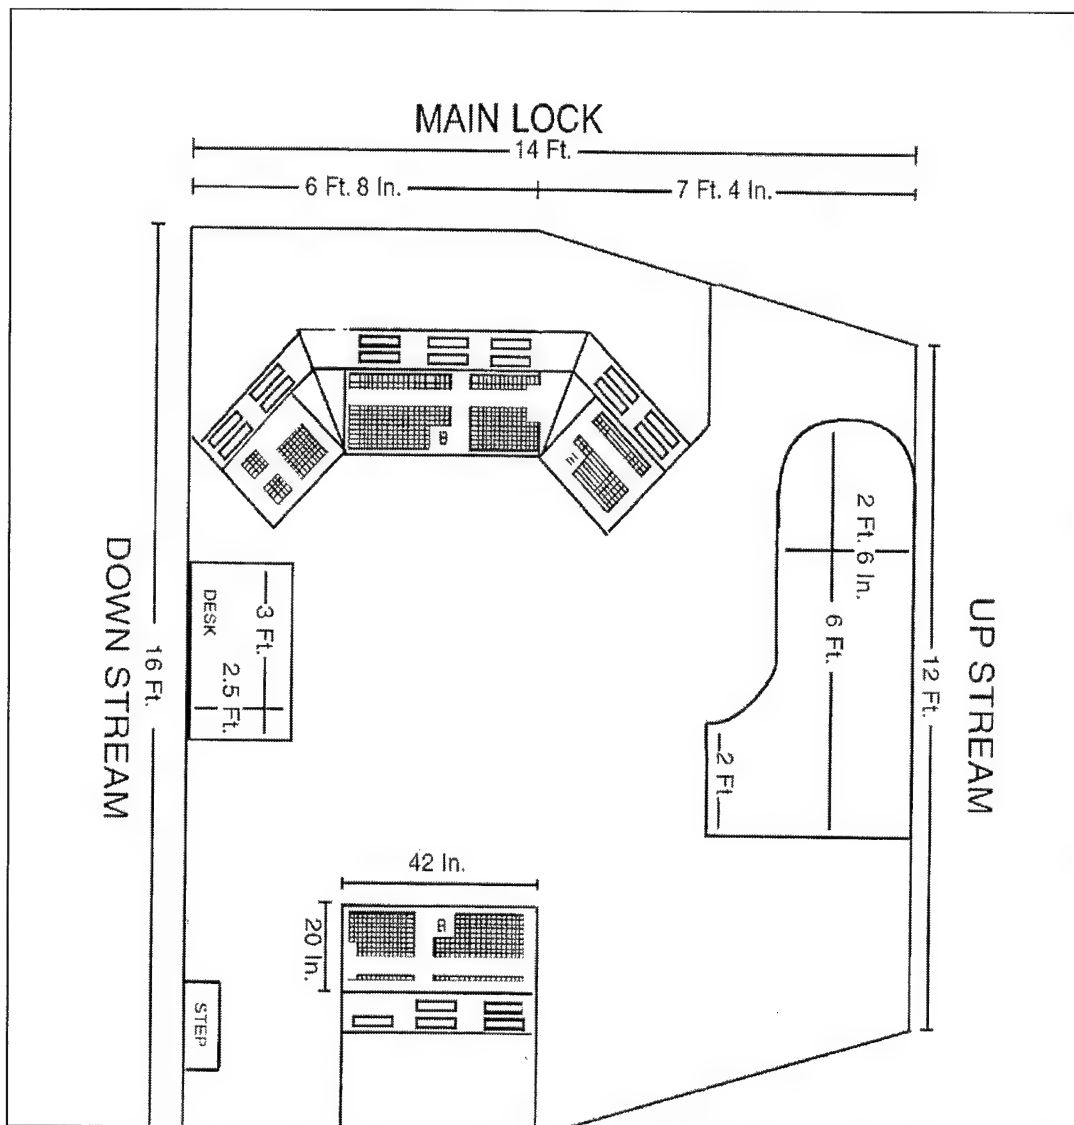 MAIN LOCK
14 Ft.
6 Ft. 8 In.
7 Ft. 4 In.
DOWN STREAM
16 Ft.
DESK
3 Ft.
2.5 Ft.
2 Ft. 6 In.
6 Ft.
2 Ft.
12 Ft.
UP STREAM
42 In.
20 In.
STEP